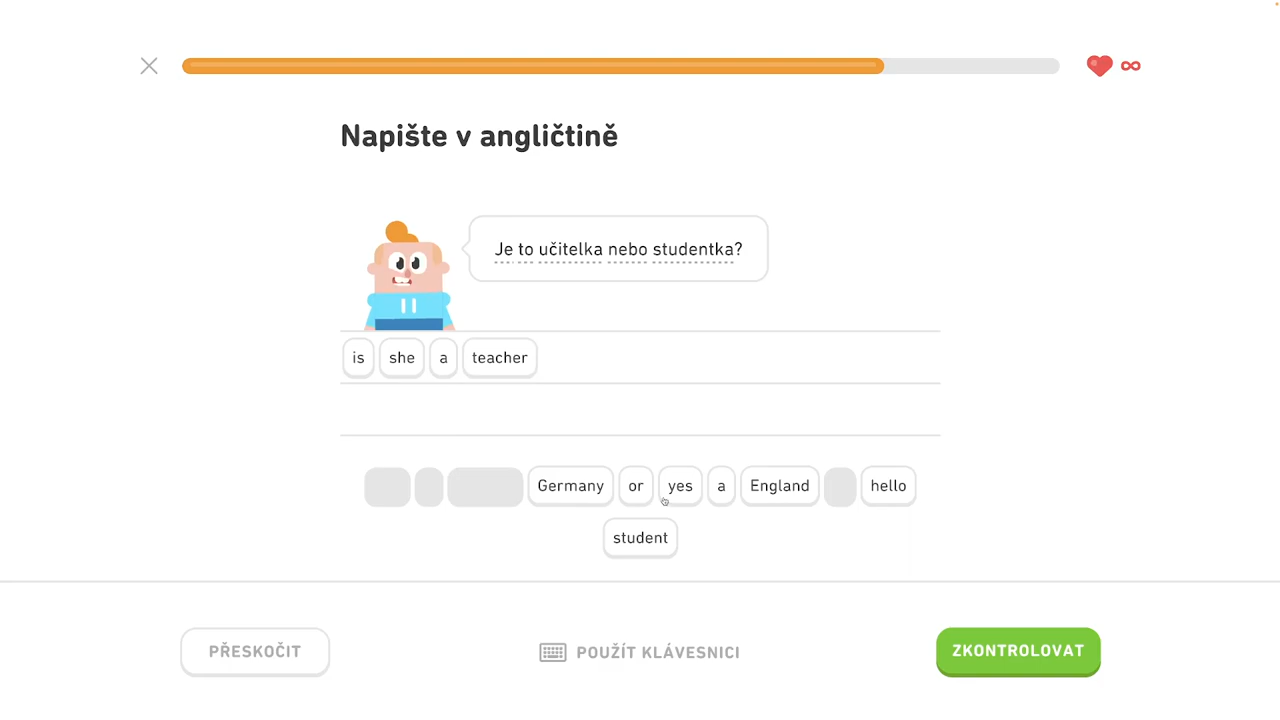 ∞
Napište v angličtině
Je to učitelka nebo studentka?
is she a teacher
Germany or yes a England hello
student
PŘESKOČIT
POUŽÍT KLÁVESNICI
ZKONTROLOVAT